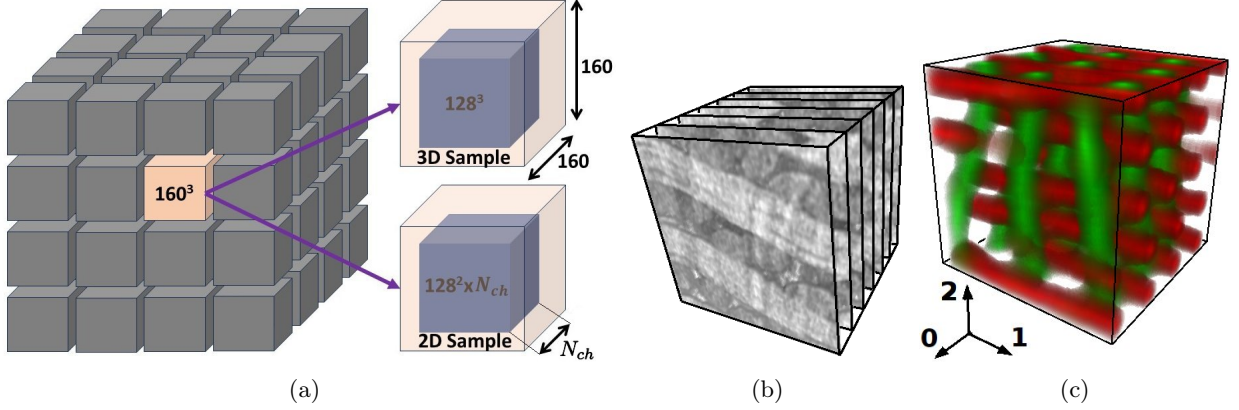 160³
128³
3D Sample
160
160
128²xN_ch
2D Sample
N_ch
2
0
1
(a)
(b)
(c)